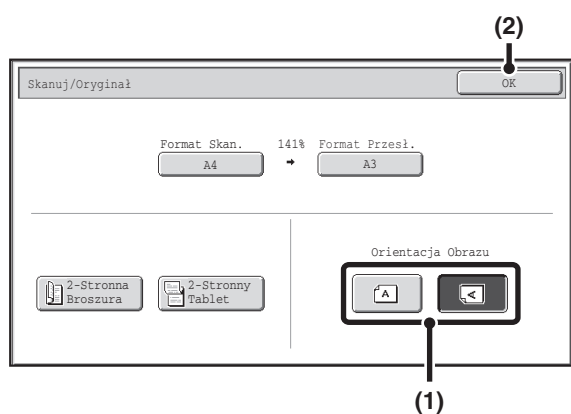 (2)
Skanuj/Oryginał
OK
Format Skan. 141% Format Przesł.
A4 → A3
Orientacja Obrazu
2-Stronna
Broszura
2-Stronny
Tablet
A A
(1)